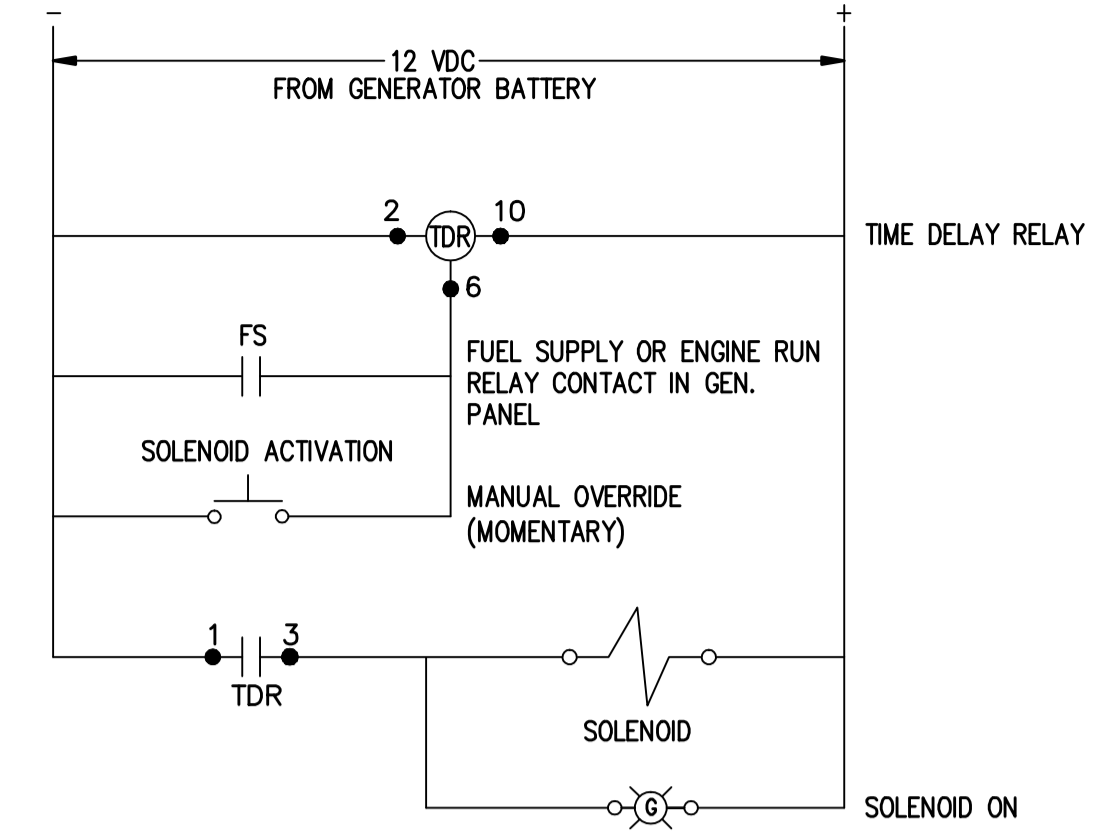 − +
12 VDC
FROM GENERATOR BATTERY
2 10
TDR
TIME DELAY RELAY
6
FS
FUEL SUPPLY OR ENGINE RUN
RELAY CONTACT IN GEN.
PANEL
SOLENOID ACTIVATION
MANUAL OVERRIDE
(MOMENTARY)
1 3
TDR
SOLENOID
G
SOLENOID ON